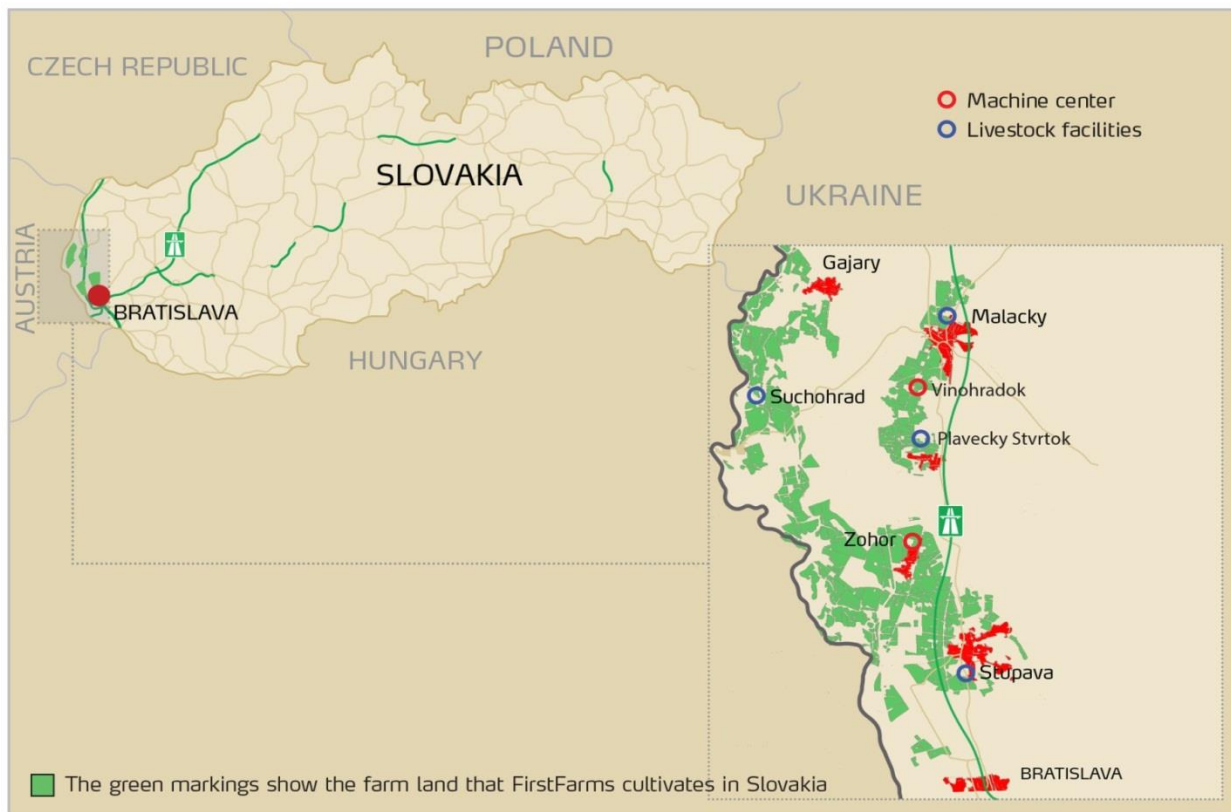 POLAND
CZECH REPUBLIC
Machine center
Livestock facilities
SLOVAKIA
UKRAINE
AUSTRIA
BRATISLAVA
HUNGARY
Gajary
Malacky
Suchohrad
Vinohradok
Plavecky Stvrtok
Zohor
Stupava
BRATISLAVA
The green markings show the farm land that FirstFarms cultivates in Slovakia